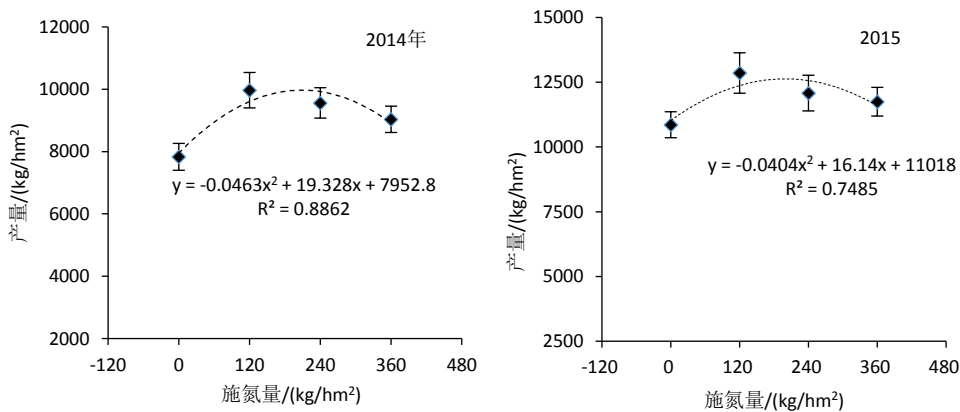 2014年
12000
10000
8000
6000
4000
2000
-120 0 120 240 360 480
产量/(kg/hm²)
施氮量/(kg/hm²)
y = -0.0463x² + 19.328x + 7952.8
R² = 0.8862
2015
15000
12500
10000
7500
5000
2500
-120 0 120 240 360 480
产量/(kg/hm²)
施氮量/(kg/hm²)
y = -0.0404x² + 16.14x + 11018
R² = 0.7485